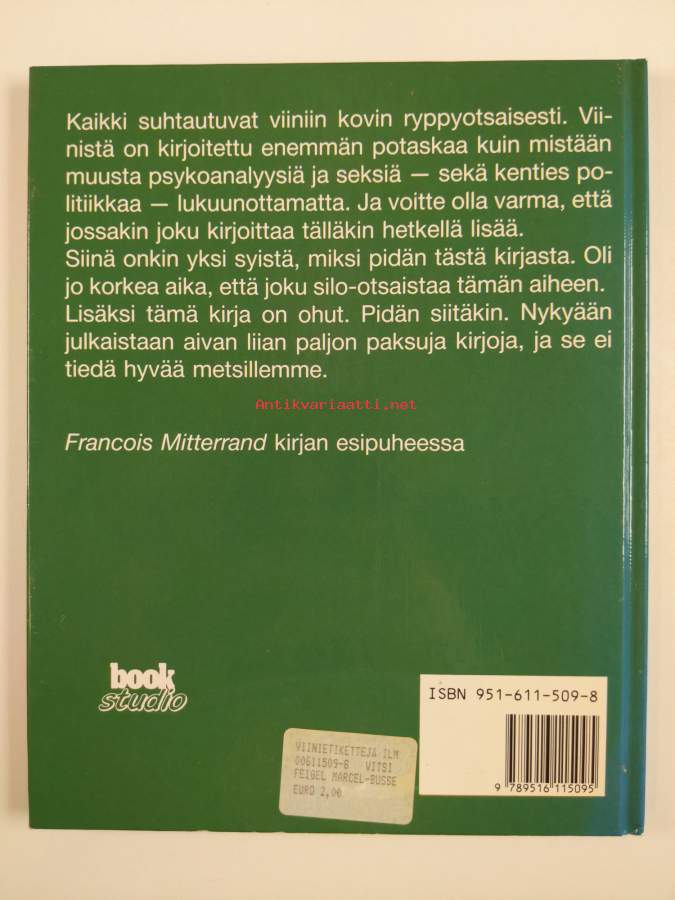 Kaikki suhtautuvat viiniin kovin ryppyotsaisesti. Vii-
nistä on kirjoitettu enemmän potaskaa kuin mistään
muusta psykoanalyysiä ja seksiä — sekä kenties po-
litiikkaa — lukuunottamatta. Ja voitte olla varma, että
jossakin joku kirjoittaa tälläkin hetkellä lisää.
Siinä onkin yksi syistä, miksi pidän tästä kirjasta. Oli
jo korkea aika, että joku silo-otsaistaa tämän aiheen.
Lisäksi tämä kirja on ohut. Pidän siitäkin. Nykyään
julkaistaan aivan liian paljon paksuja kirjoja, ja se ei
tiedä hyvää metsillemme.
Antikvariaatti.net
Francois Mitterrand kirjan esipuheessa
book
studio
ISBN 951-611-509-8
9 789516 115095
VIINIETIKETTEJÄ ILM
00611509-8 VITSI
FEIGEL MARCEL-BUSSE
EURO 2,00